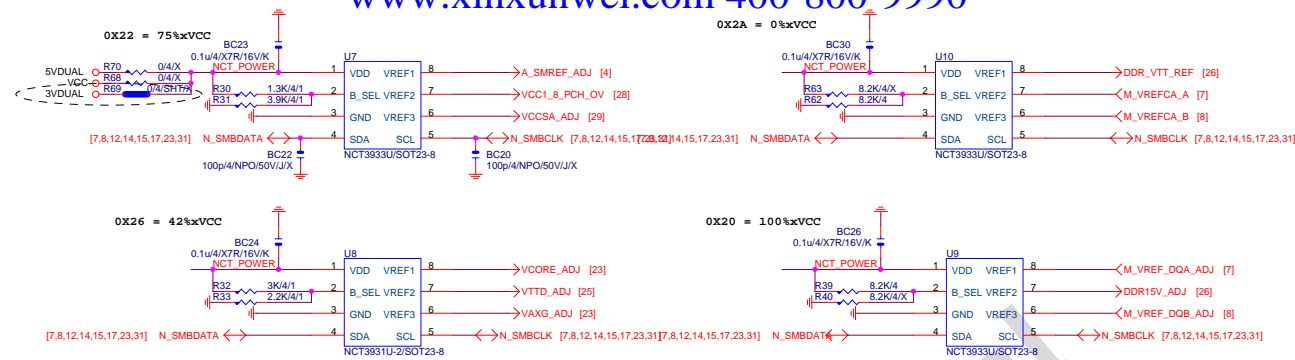 www.xinxunwei.com 400-800-9990
0X22 = 75%xVCC
BC23
0.1u/4/X7R/16V/K
NCT_POWER
5VDUAL
R70
0/4/X
VCC
R68
0/4/X
3VDUAL
R69
0/4/SHT/X
R30
1.3K/4/1
R31
3.9K/4/1
U7
1 VDD VREF1 8
A_SMREF_ADJ [4]
2 B_SEL VREF2 7
VCC1_8_PCH_OV [28]
3 GND VREF3 6
VCCSA_ADJ [29]
4 SDA SCL 5
[7,8,12,14,15,17,23,31] N_SMBDATA
N_SMBCLK
NCT3933U/SOT23-8
BC22
100p/4/NPO/50V/J/X
BC20
100p/4/NPO/50V/J/X
0X2A = 0%xVCC
BC30
0.1u/4/X7R/16V/K
NCT_POWER
R63
8.2K/4/X
R62
8.2K/4
U10
1 VDD VREF1 8
DDR_VTT_REF [26]
2 B_SEL VREF2 7
M_VREFCA_A [7]
3 GND VREF3 6
M_VREFCA_B [8]
4 SDA SCL 5
N_SMBDATA
N_SMBCLK [7,8,12,14,15,17,23,31]
NCT3933U/SOT23-8
0X26 = 42%xVCC
BC24
0.1u/4/X7R/16V/K
NCT_POWER
R32
3K/4/1
R33
2.2K/4/1
U8
1 VDD VREF1 8
VCORE_ADJ [23]
2 B_SEL VREF2 7
VTTD_ADJ [25]
3 GND VREF3 6
VAXG_ADJ [23]
4 SDA SCL 5
[7,8,12,14,15,17,23,31] N_SMBDATA
N_SMBCLK [7,8,12,14,15,17,23,31]
NCT3931U-2/SOT23-8
0X20 = 100%xVCC
BC26
0.1u/4/X7R/16V/K
NCT_POWER
R39
8.2K/4
R40
8.2K/4/X
U9
1 VDD VREF1 8
M_VREF_DQA_ADJ [7]
2 B_SEL VREF2 7
DDR15V_ADJ [26]
3 GND VREF3 6
M_VREF_DQB_ADJ [8]
4 SDA SCL 5
[7,8,12,14,15,17,23,31] N_SMBDATA
N_SMBCLK [7,8,12,14,15,17,23,31]
NCT3933U/SOT23-8